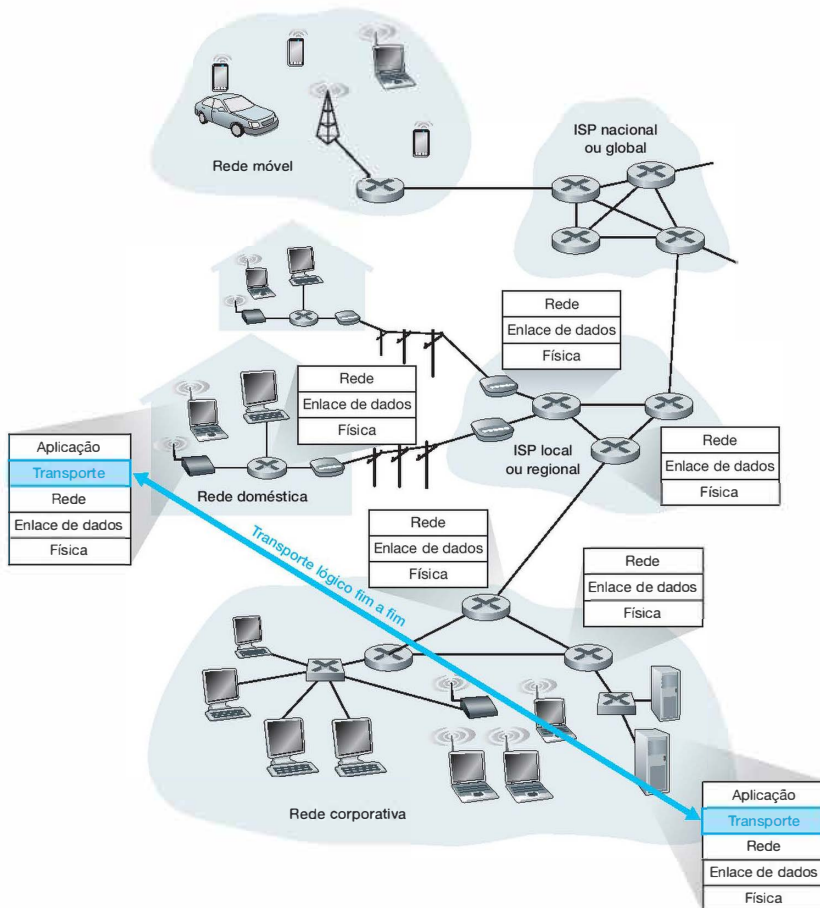 Rede móvel
ISP nacional
ou global
Rede
Enlace de dados
Física
Rede
Enlace de dados
Física
ISP local
ou regional
Rede doméstica
Aplicação
Transporte
Rede
Enlace de dados
Física
Rede
Enlace de dados
Física
Rede
Enlace de dados
Física
Transporte lógico fim a fim
Rede
Enlace de dados
Física
Rede corporativa
Aplicação
Transporte
Rede
Enlace de dados
Física